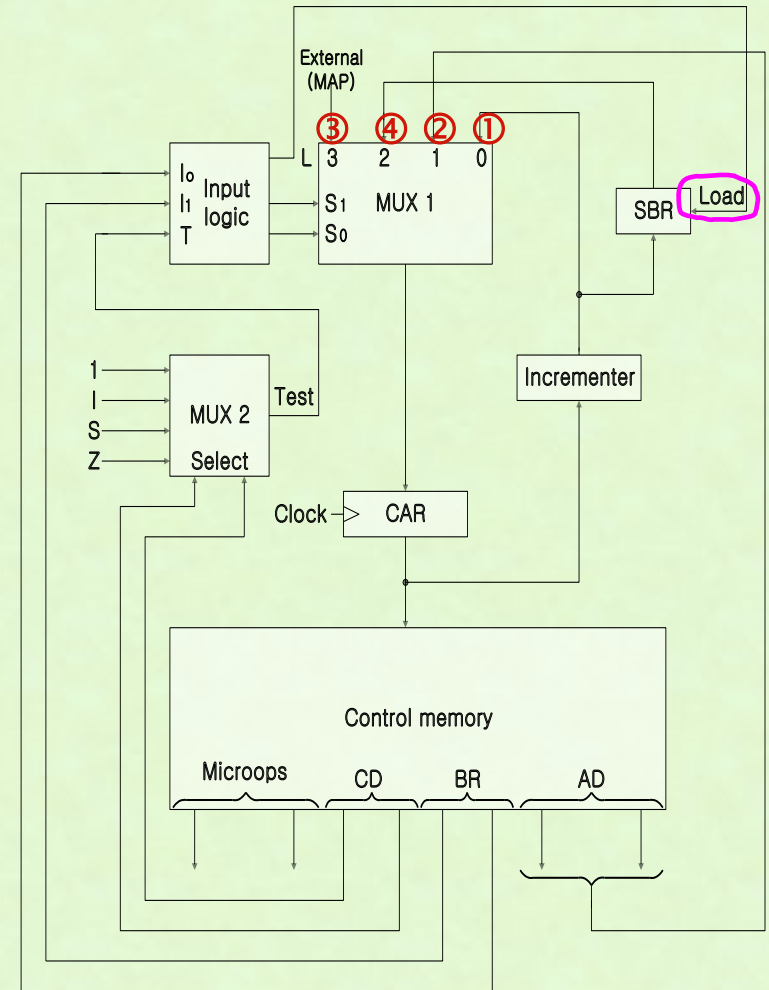 External
(MAP)
③ ④ ② ①
L 3 2 1 0
I₀
I₁
T
Input
logic
S₁
S₀
MUX 1
SBR
Load
1
I
S
Z
MUX 2
Select
Test
Incrementer
Clock
CAR
Control memory
Microops
CD
BR
AD